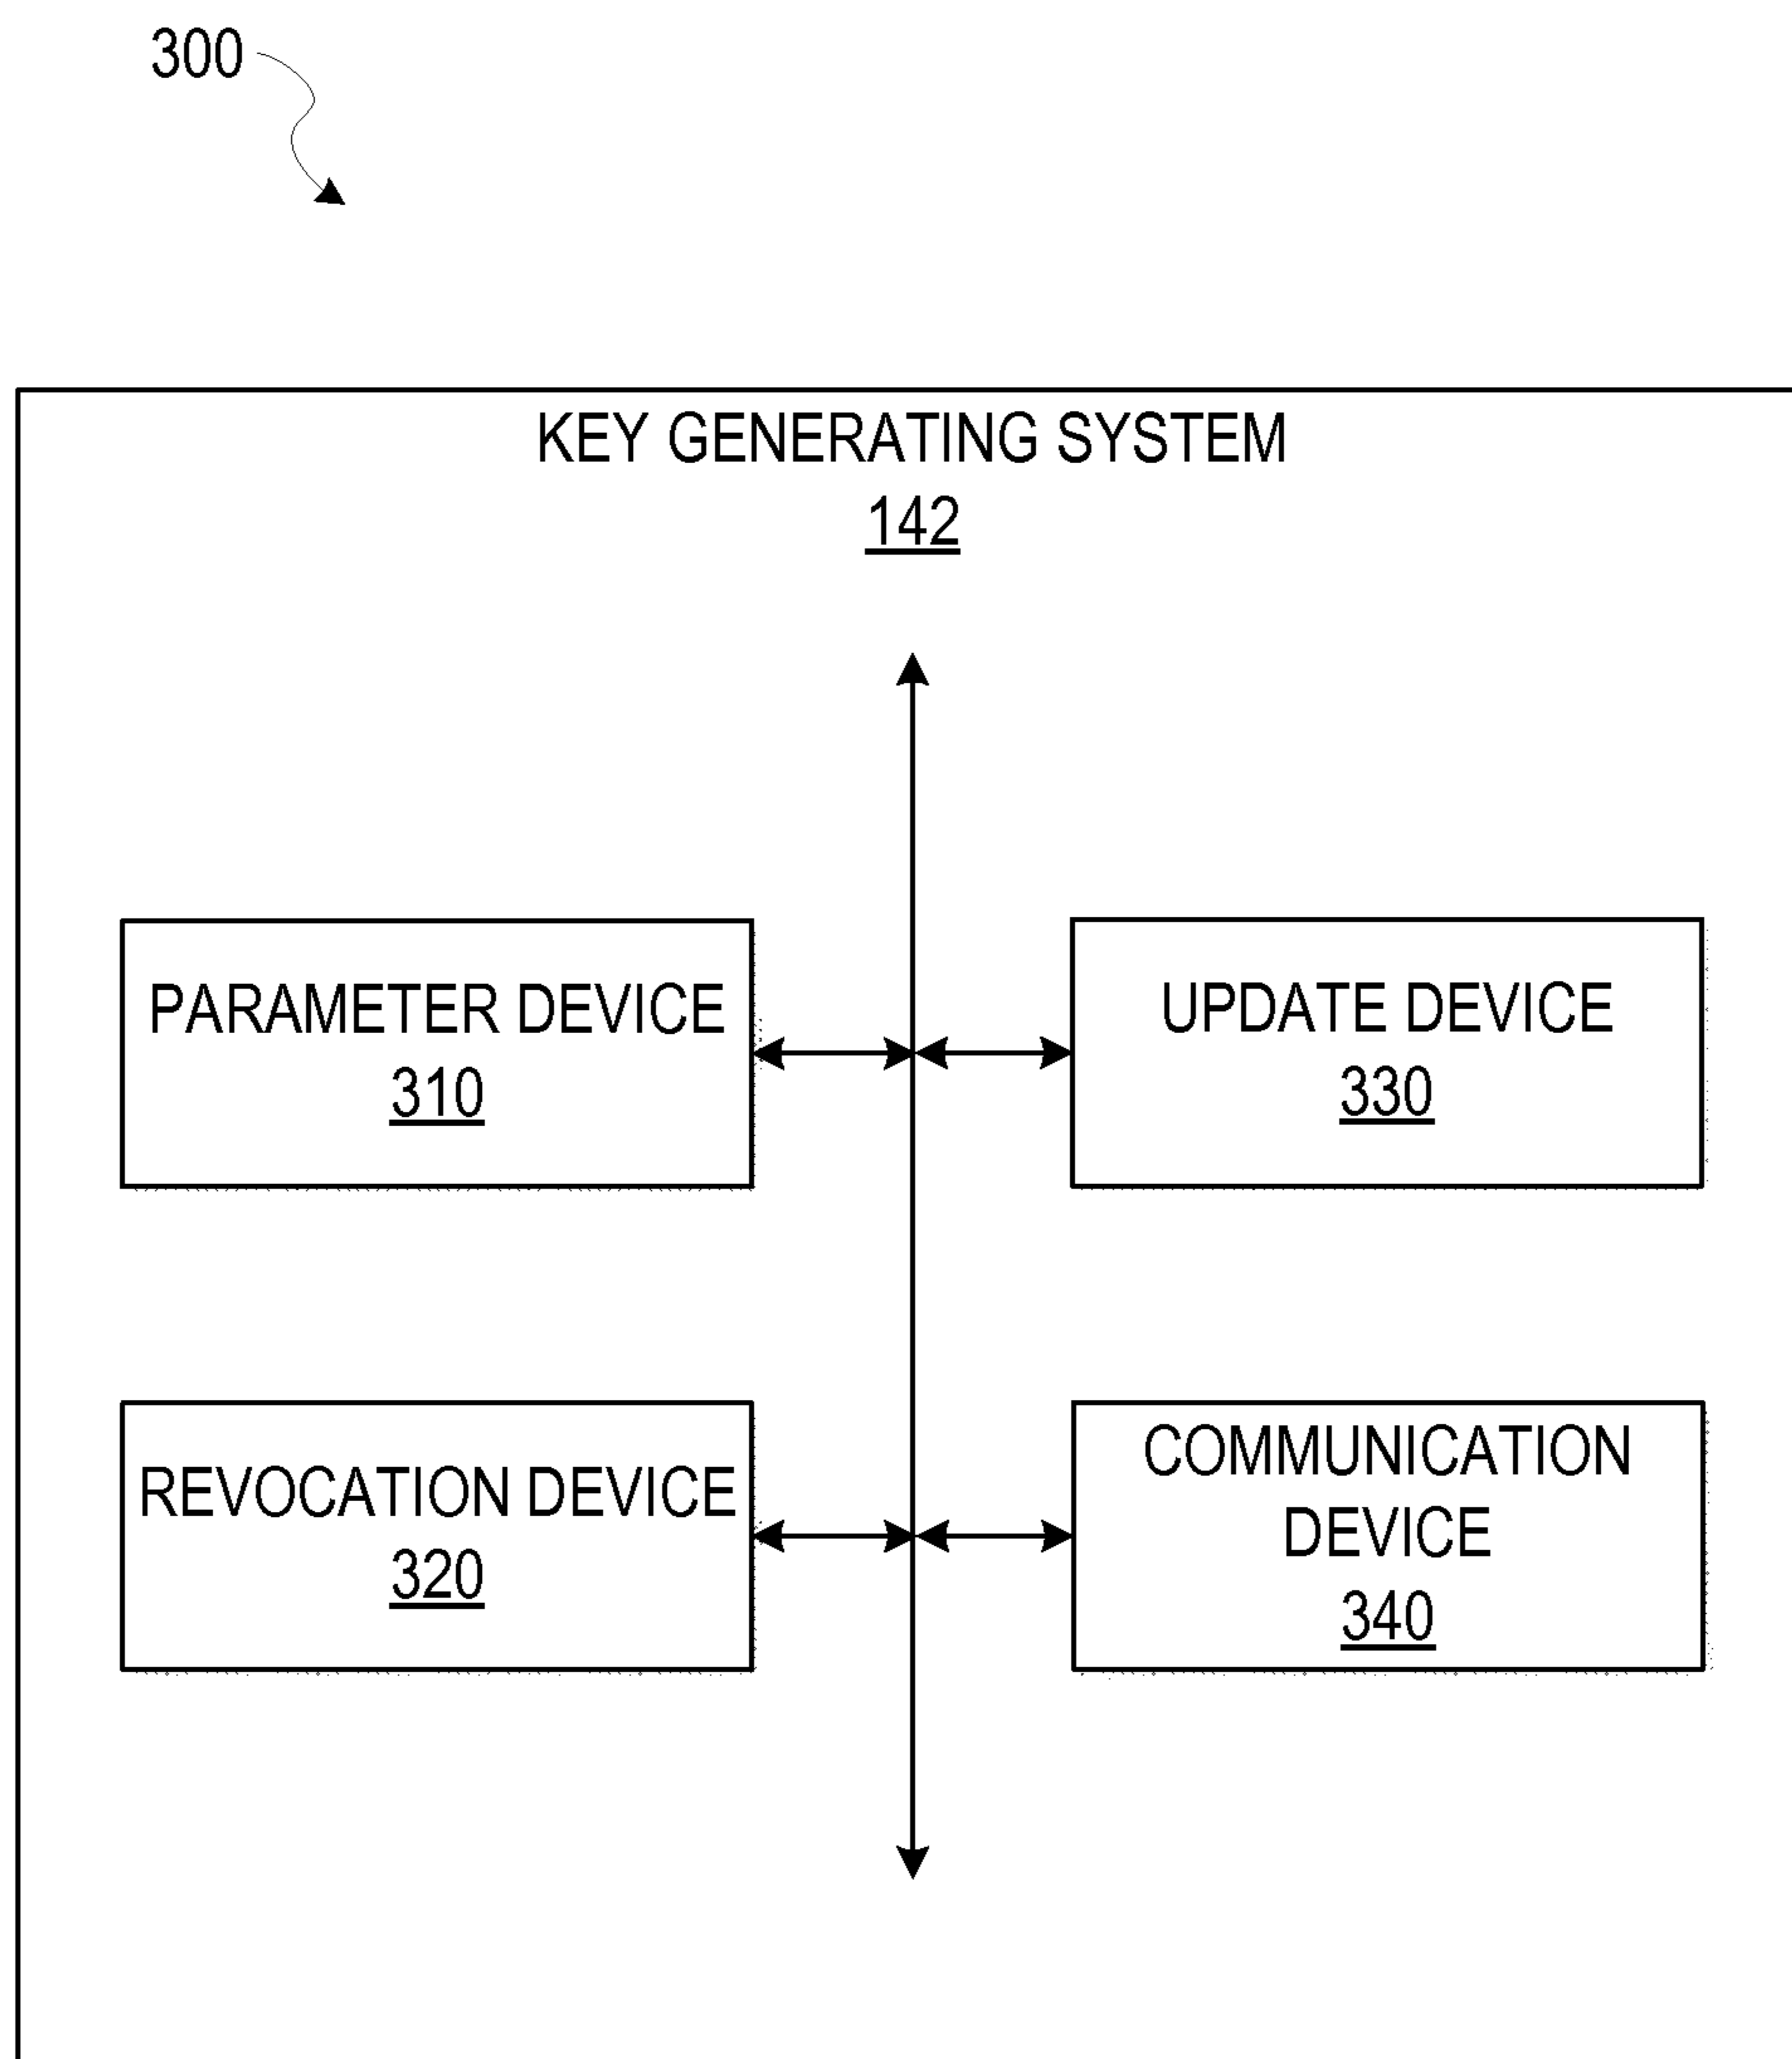 300
KEY GENERATING SYSTEM
142
PARAMETER DEVICE
310
UPDATE DEVICE
330
REVOCATION DEVICE
320
COMMUNICATION
DEVICE
340